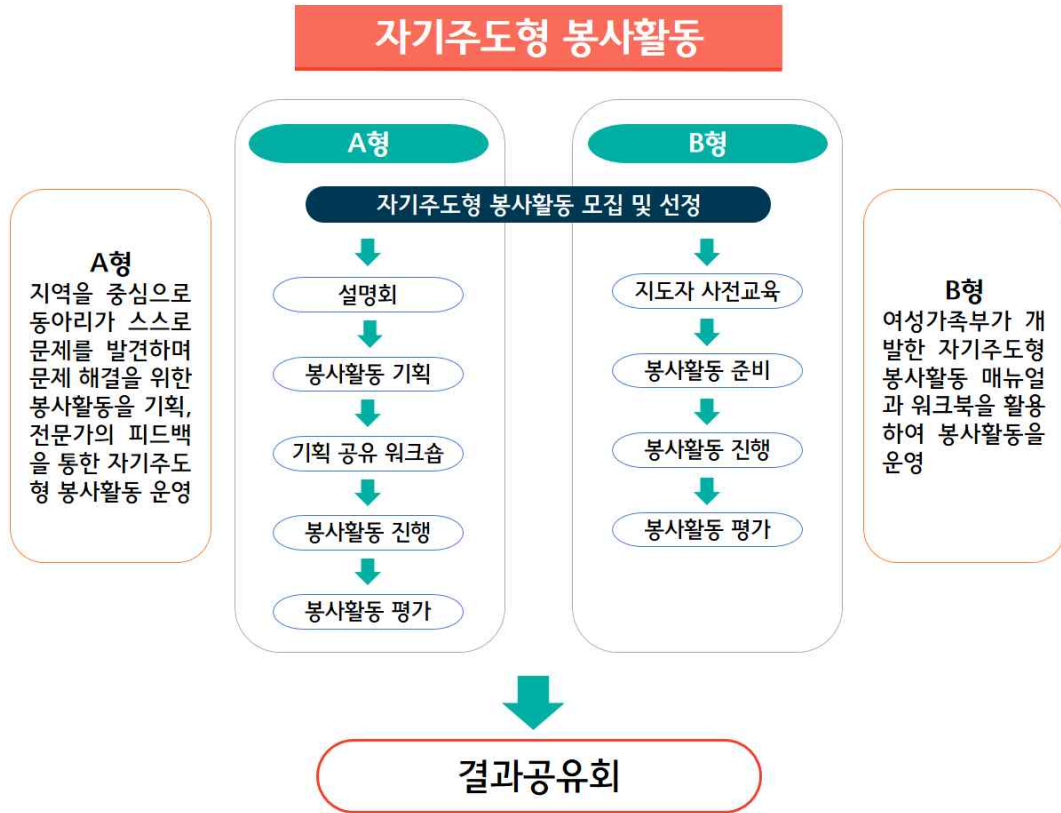 자기주도형 봉사활동
A형
B형
자기주도형 봉사활동 모집 및 선정
A형
지역을 중심으로
동아리가 스스로
문제를 발견하며
문제 해결을 위한
봉사활동을 기획,
전문가의 피드백
을 통한 자기주도
형 봉사활동 운영
설명회
봉사활동 기획
기획 공유 워크숍
봉사활동 진행
봉사활동 평가
지도자 사전교육
봉사활동 준비
봉사활동 진행
봉사활동 평가
B형
여성가족부가 개
발한 자기주도형
봉사활동 매뉴얼
과 워크북을 활용
하여 봉사활동을
운영
결과공유회